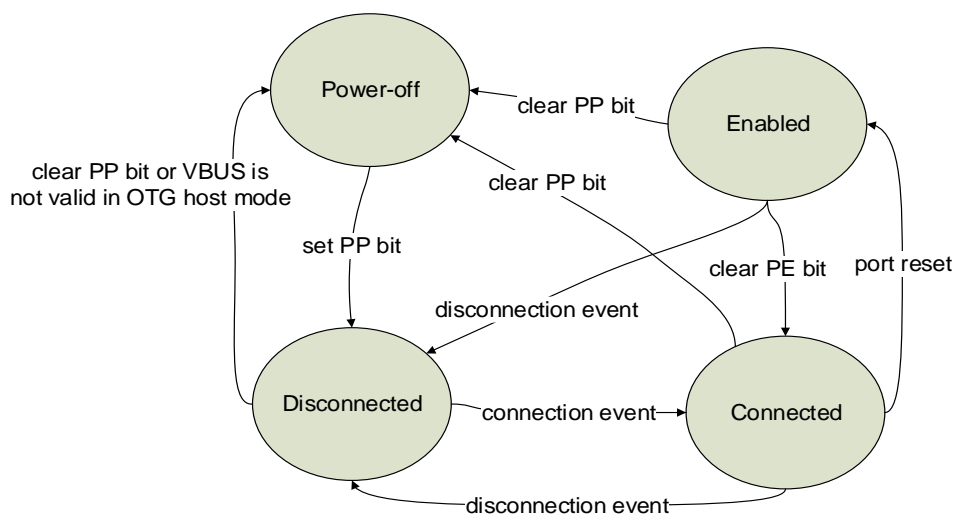 Power-off
clear PP bit
Enabled
clear PP bit or VBUS is
not valid in OTG host mode
clear PP bit
set PP bit
clear PE bit
port reset
disconnection event
Disconnected
connection event
Connected
disconnection event